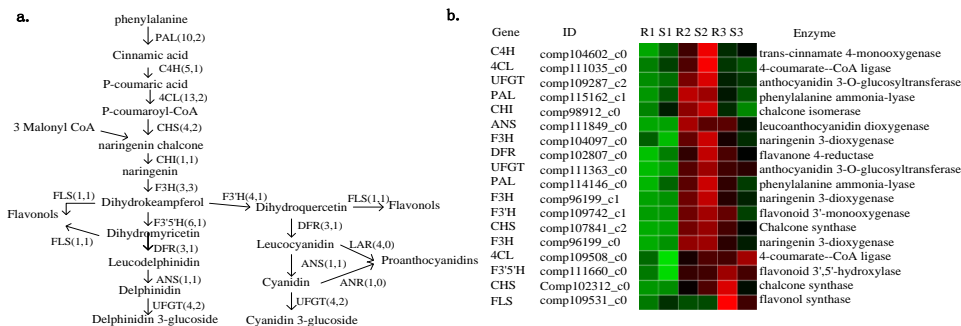 a.
phenylalanine
PAL(10,2)
Cinnamic acid
C4H(5,1)
P-coumaric acid
4CL(13,2)
P-coumaroyl-CoA
3 Malonyl CoA
CHS(4,2)
naringenin chalcone
CHI(1,1)
naringenin
F3H(3,3)
FLS(1,1)
Dihydrokaempferol
F3'H(4,1)
Dihydroquercetin
FLS(1,1)
Flavonols
Flavonols
F3'5'H(6,1)
FLS(1,1)
Dihydromyricetin
DFR(3,1)
DFR(3,1)
Leucocyanidin
LAR(4,0)
Leucodelphinidin
ANS(1,1)
Proanthocyanidins
ANS(1,1)
Cyanidin
ANR(1,0)
Delphinidin
UFGT(4,2)
UFGT(4,2)
Delphinidin 3-glucoside
Cyanidin 3-glucoside
b.
Gene ID R1 S1 R2 S2 R3 S3 Enzyme
C4H comp104602_c0 trans-cinnamate 4-monooxygenase
4CL comp111035_c0 4-coumarate--CoA ligase
UFGT comp109287_c2 anthocyanidin 3-O-glucosyltransferase
PAL comp115162_c1 phenylalanine ammonia-lyase
CHI comp98912_c0 chalcone isomerase
ANS comp111849_c0 leucoanthocyanidin dioxygenase
F3H comp104097_c0 naringenin 3-dioxygenase
DFR comp102807_c0 flavanone 4-reductase
UFGT comp111363_c0 anthocyanidin 3-O-glucosyltransferase
PAL comp114146_c0 phenylalanine ammonia-lyase
F3H comp96199_c1 naringenin 3-dioxygenase
F3'H comp109742_c1 flavonoid 3'-monooxygenase
CHS comp107841_c2 Chalcone synthase
F3H comp96199_c0 naringenin 3-dioxygenase
4CL comp109508_c0 4-coumarate--CoA ligase
F3'5'H comp111660_c0 flavonoid 3',5'-hydroxylase
CHS Comp102312_c0 chalcone synthase
FLS comp109531_c0 flavonol synthase